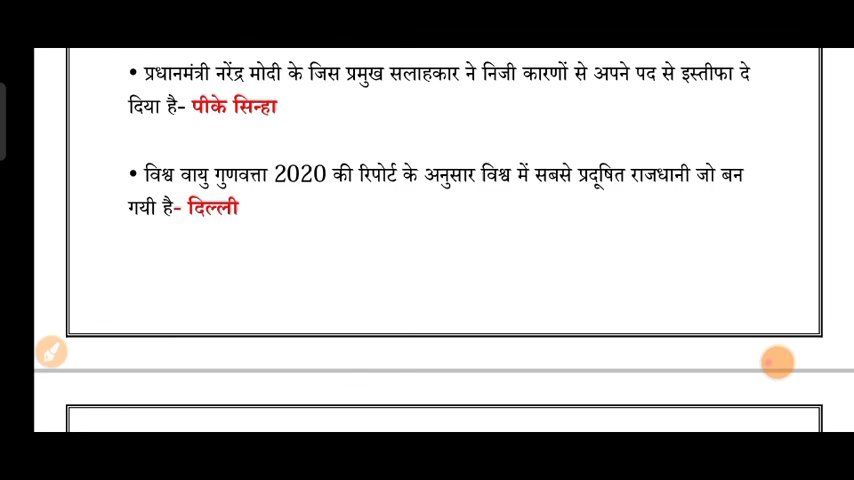 • प्रधानमंत्री नरेंद्र मोदी के जिस प्रमुख सलाहकार ने निजी कारणों से अपने पद से इस्तीफा दे
दिया है- पीके सिन्हा
• विश्व वायु गुणवत्ता 2020 की रिपोर्ट के अनुसार विश्व में सबसे प्रदूषित राजधानी जो बन
गयी है- दिल्ली